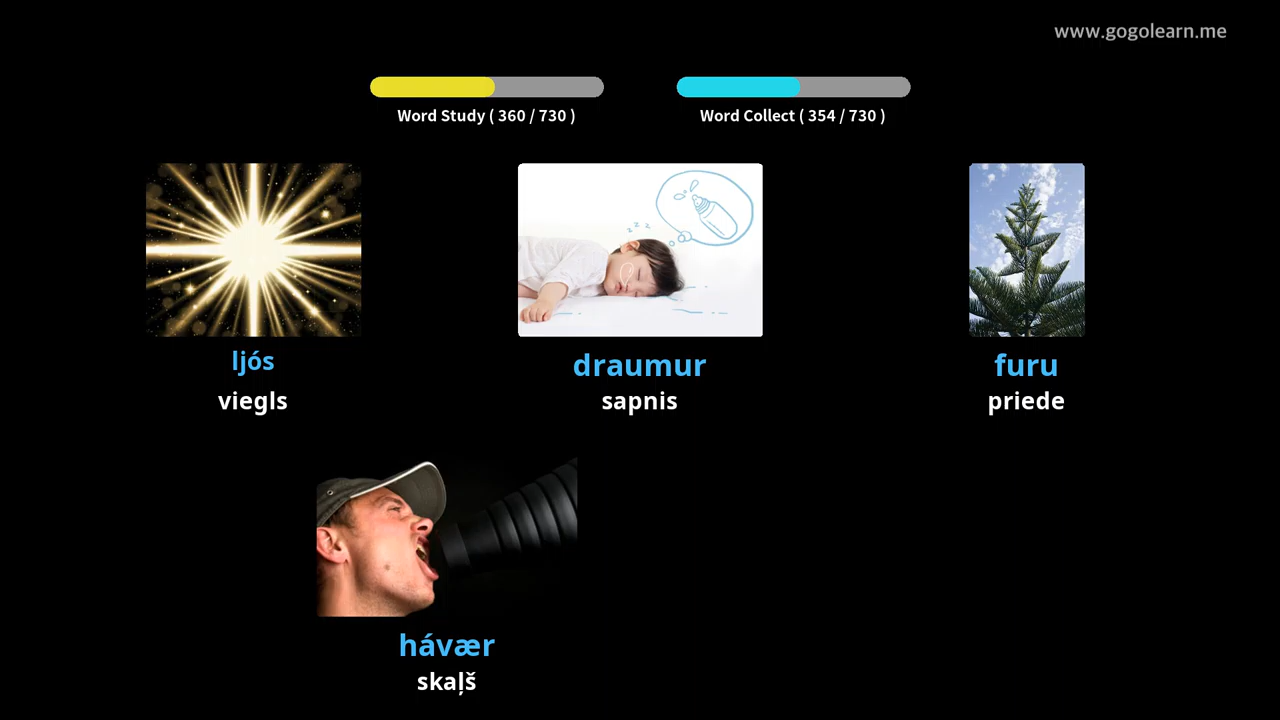 www.gogolearn.me
Word Study ( 360 / 730 )
Word Collect ( 354 / 730 )
ljós
viegls
draumur
sapnis
furu
priede
hávær
skaļš